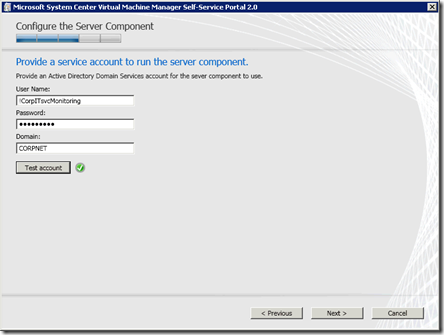 Microsoft System Center Virtual Machine Manager Self-Service Portal 2.0
Configure the Server Component
Provide a service account to run the server component.
Provide an Active Directory Domain Services account for the sever component to use.
User Name:
!CorpITsvcMonitoring
Password:
•••••••••
Domain:
CORPNET
Test account
< Previous
Next >
Cancel